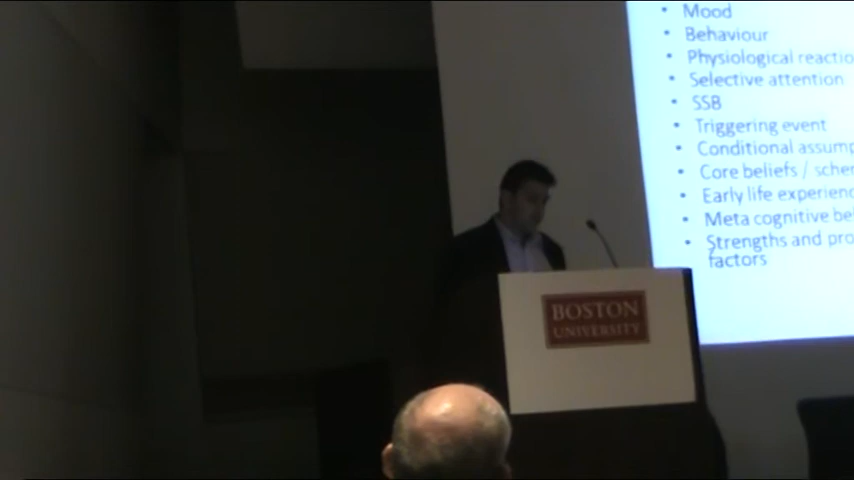 • Mood
• Behaviour
• Physiological reactio
• Selective attention
• SSB
• Triggering event
• Conditional assump
• Core beliefs / schem
• Early life experienc
• Meta cognitive be
• Strengths and pro
factors
BOSTON
UNIVERSITY